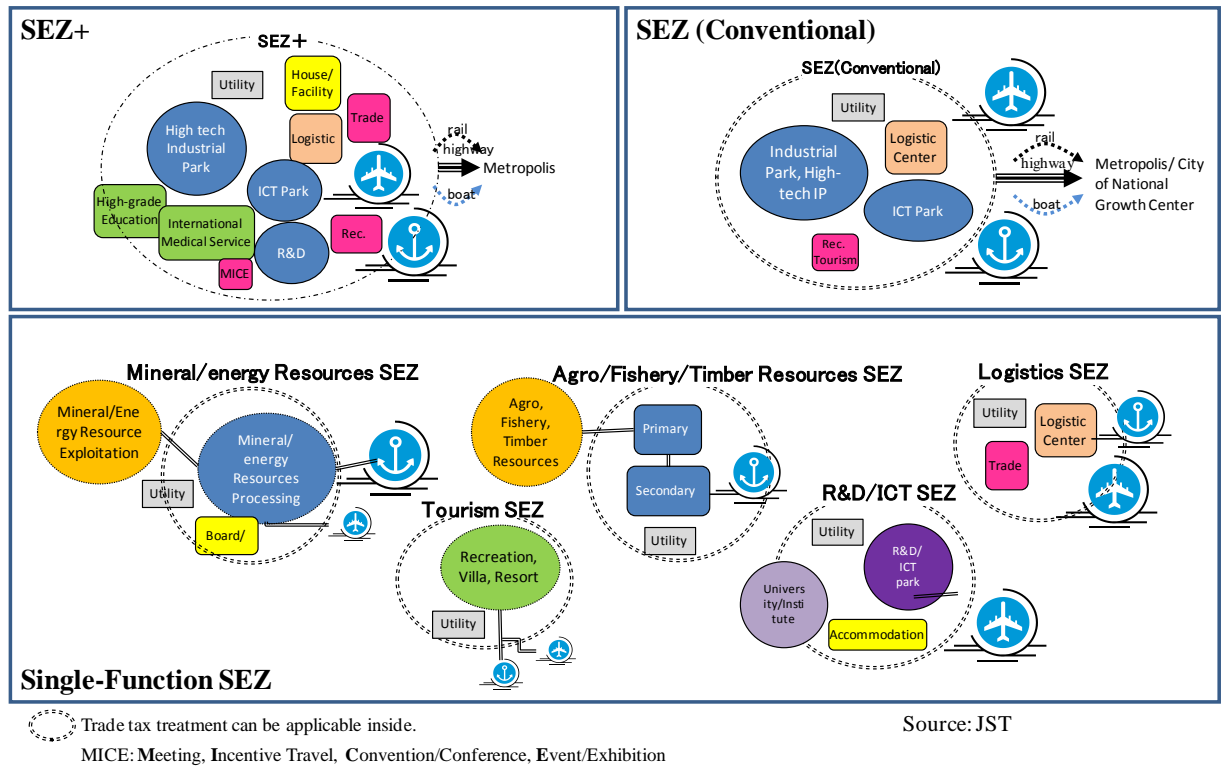 SEZ+
SEZ+
Utility
House/
Facility
Trade
High tech
Industrial
Park
Logistic
rail
highway
Metropolis
boat
ICT Park
High-grade
Education
International
Medical Service
R&D
Rec.
MICE
SEZ (Conventional)
SEZ(Conventional)
Utility
Logistic
Center
Industrial
Park, High-
tech IP
ICT Park
Rec.
Tourism
rail
highway
boat
Metropolis/ City
of National
Growth Center
Mineral/energy Resources SEZ
Mineral/Ene
rgy Resource
Exploitation
Mineral/
energy
Resources
Processing
Utility
Board/
Agro/Fishery/Timber Resources SEZ
Agro,
Fishery,
Timber
Resources
Primary
Secondary
Utility
Logistics SEZ
Utility
Logistic
Center
Trade
Tourism SEZ
Recreation,
Villa, Resort
Utility
R&D/ICT SEZ
Utility
R&D/
ICT
park
Univers
ity/Insti
tute
Accommodation
Single-Function SEZ
Trade tax treatment can be applicable inside.
Source: JST
MICE: Meeting, Incentive Travel, Convention/Conference, Event/Exhibition